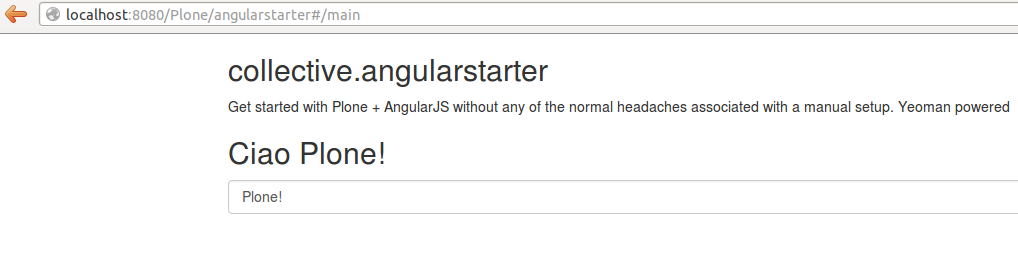 localhost:8080/Plone/angularstarter#/main
collective.angularstarter
Get started with Plone + AngularJS without any of the normal headaches associated with a manual setup. Yeoman powered
Ciao Plone!
Plone!